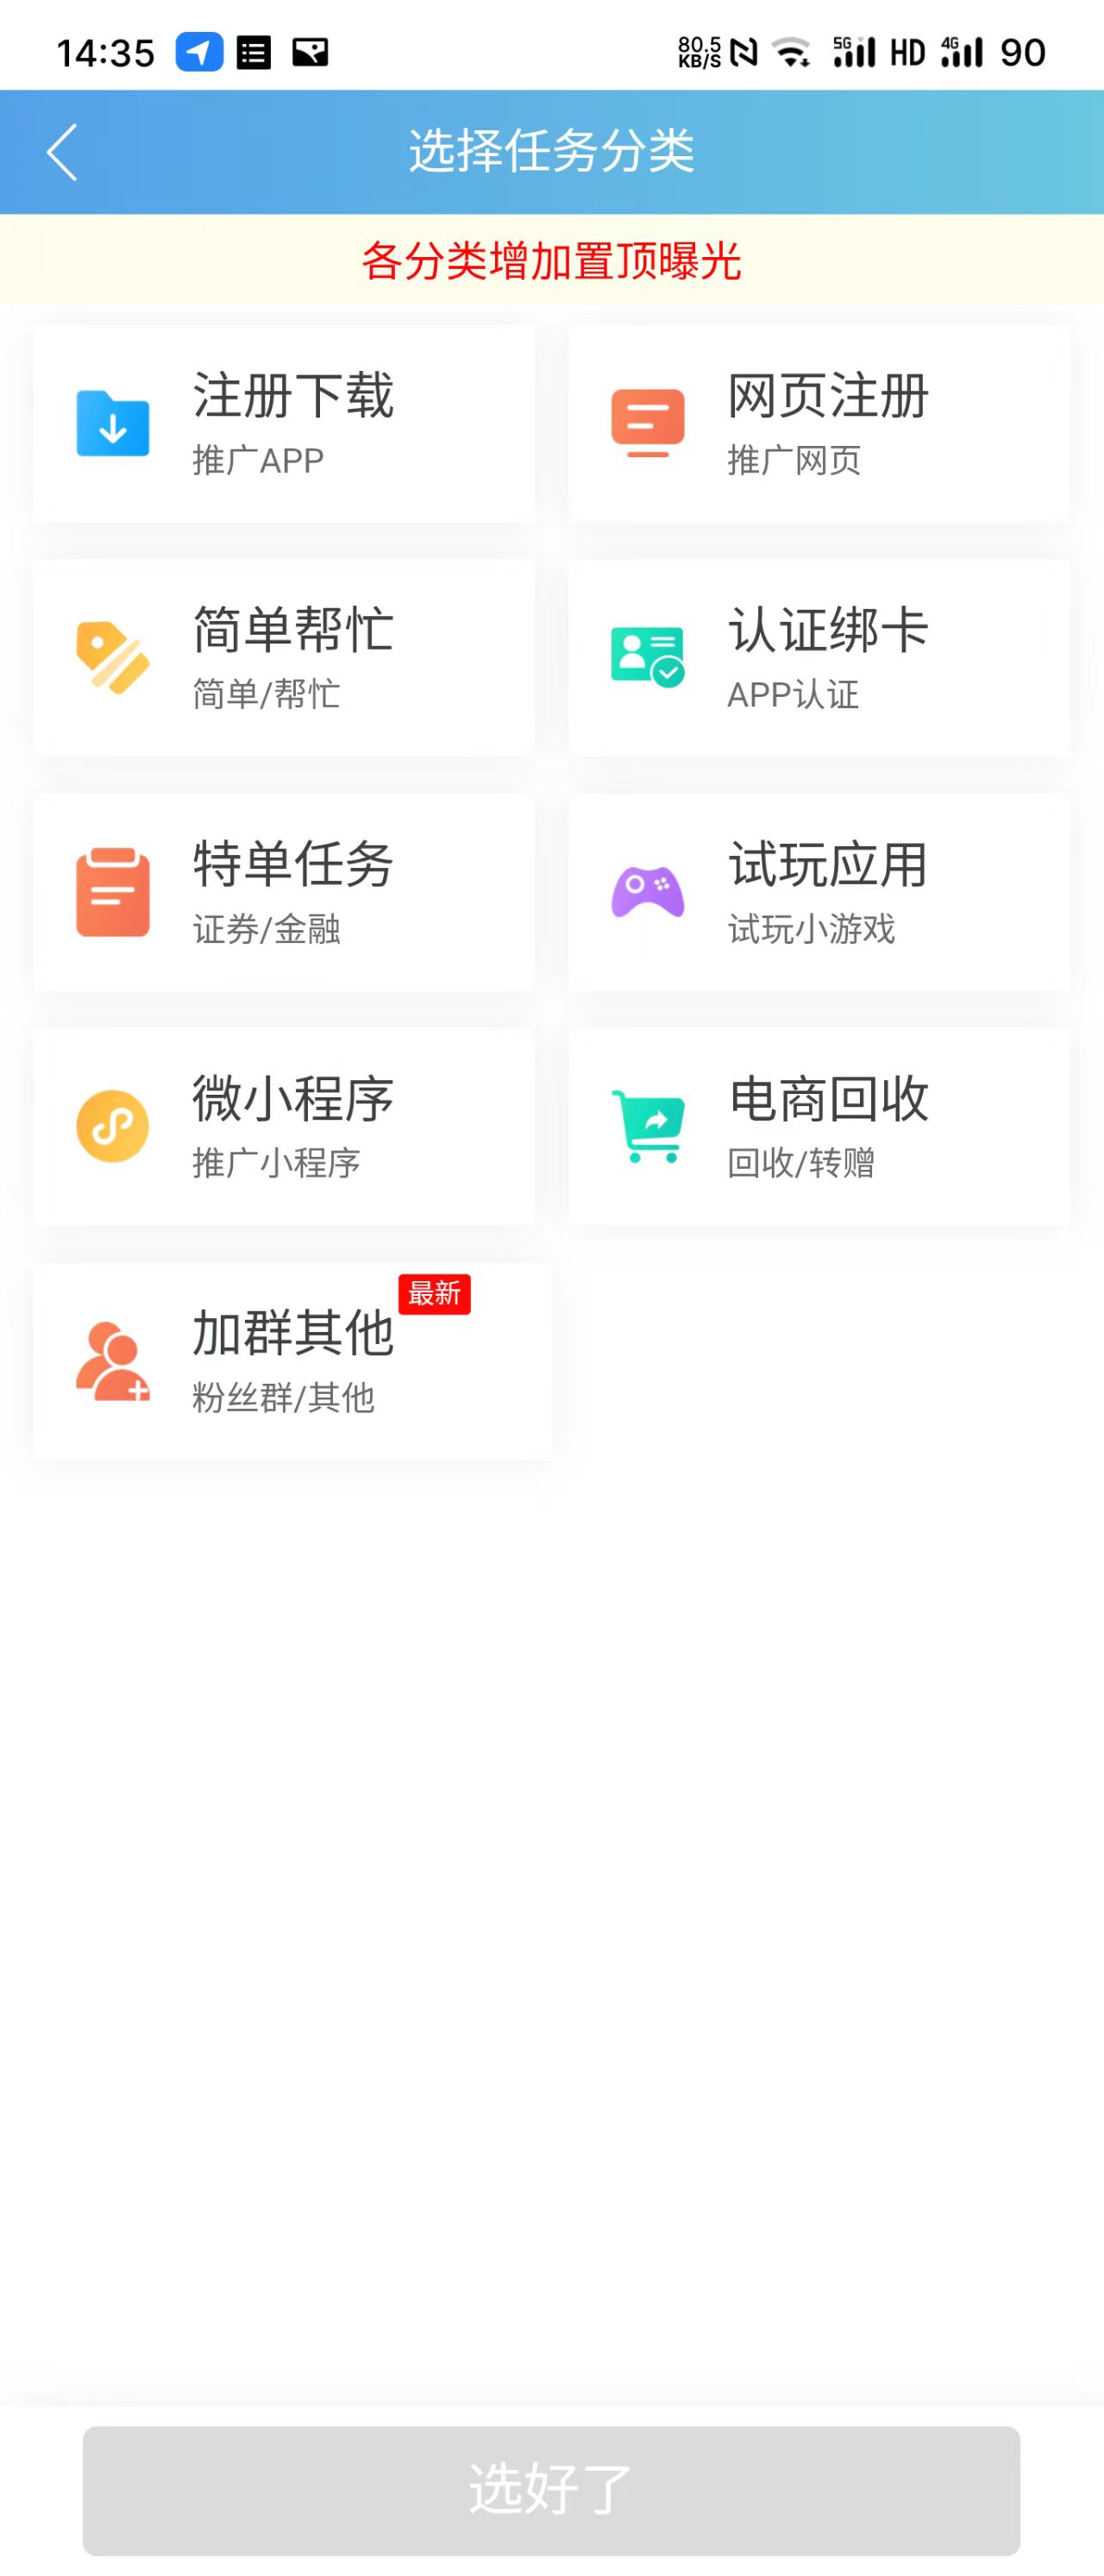 14:35
80.5 KB/S 5G HD 4G 90
选择任务分类
各分类增加置顶曝光
注册下载
推广APP
网页注册
推广网页
简单帮忙
简单/帮忙
认证绑卡
APP认证
特单任务
证券/金融
试玩应用
试玩小游戏
微小程序
推广小程序
电商回收
回收/转赠
加群其他
最新
粉丝群/其他
选好了